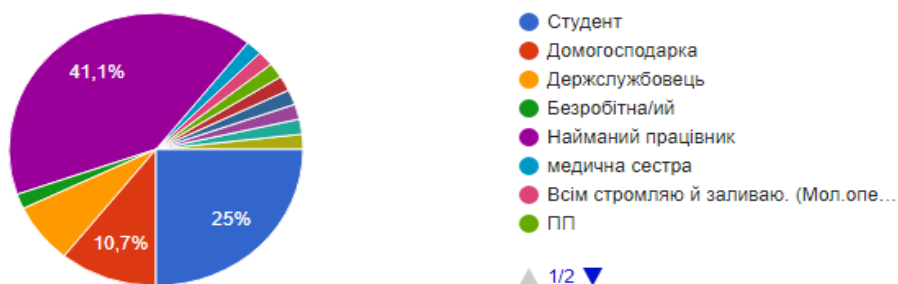 41,1%
10,7%
25%
Студент
Домогосподарка
Держслужбовець
Безробітна/ий
Найманий працівник
медична сестра
Всім стромляю й заливаю. (Мол.опе...
ПП
1/2